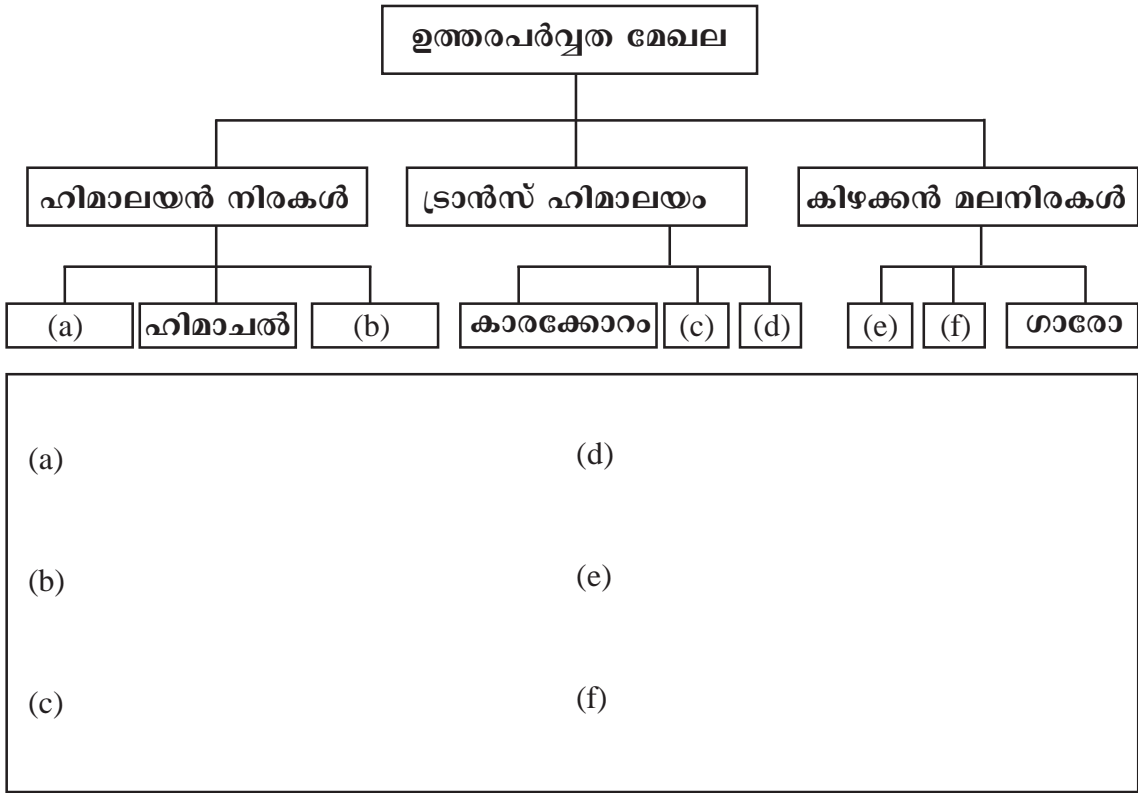 ഉത്തരപർവ്വത മേഖല
ഹിമാലയൻ നിരകൾ ട്രാൻസ് ഹിമാലയം കിഴക്കൻ മലനിരകൾ
(a) ഹിമാചൽ (b) കാരക്കോറം (c) (d) (e) (f) ഗാരോ
(a) (d)
(b) (e)
(c) (f)